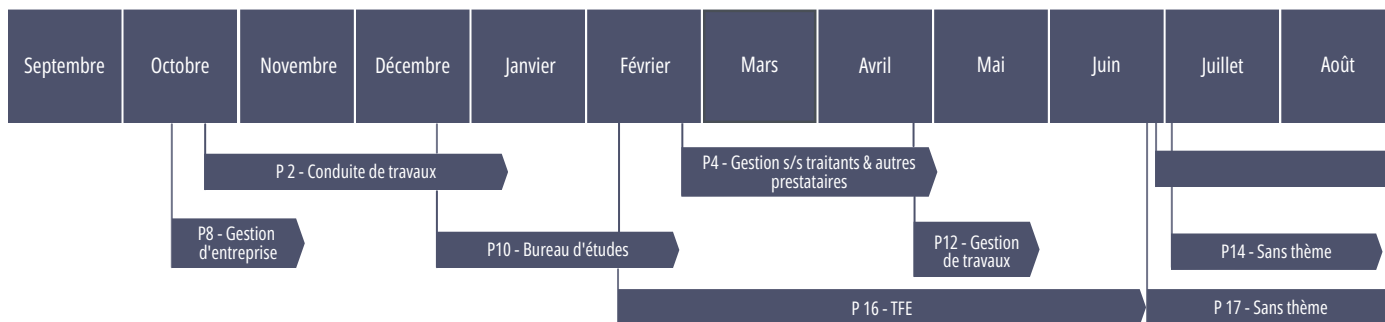 Septembre
Octobre
Novembre
Décembre
Janvier
Février
Mars
Avril
Mai
Juin
Juillet
Août
P 2 - Conduite de travaux
P4 - Gestion s/s traitants & autres
prestataires
P8 - Gestion
d'entreprise
P10 - Bureau d'études
P12 - Gestion
de travaux
P14 - Sans thème
P 16 - TFE
P 17 - Sans thème